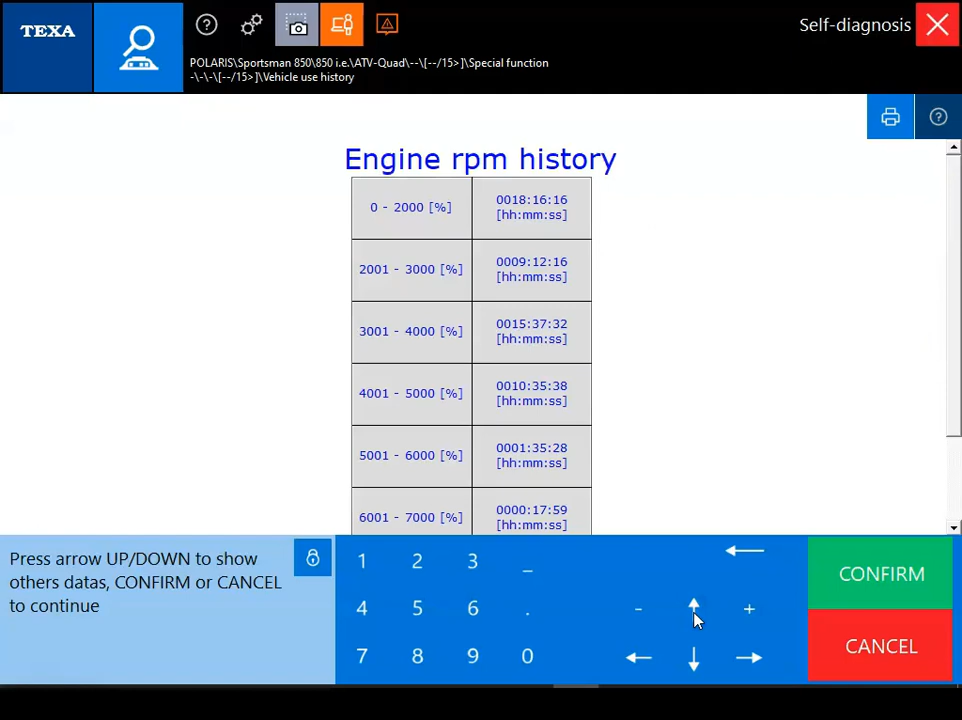 TEXA
Self-diagnosis
POLARIS\Sportsman 850\850 i.e.\ATV-Quad\--\[--/15>]\Special function
-\-\-\[--/15>]\Vehicle use history
Engine rpm history
0 - 2000 [%] 0018:16:16
[hh:mm:ss]
2001 - 3000 [%] 0009:12:16
[hh:mm:ss]
3001 - 4000 [%] 0015:37:32
[hh:mm:ss]
4001 - 5000 [%] 0010:35:38
[hh:mm:ss]
5001 - 6000 [%] 0001:35:28
[hh:mm:ss]
6001 - 7000 [%] 0000:17:59
[hh:mm:ss]
Press arrow UP/DOWN to show
others datas, CONFIRM or CANCEL
to continue
1 2 3 _
4 5 6 . - +
7 8 9 0
CONFIRM
CANCEL